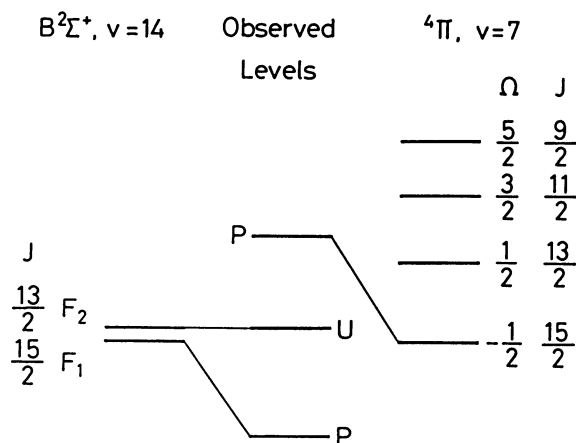 B²Σ⁺, v=14 Observed Levels ⁴Π, v=7
Ω J
5/2 9/2
3/2 11/2
P
J 1/2 13/2
13/2 F₂
U
15/2 F₁ -1/2 15/2
P